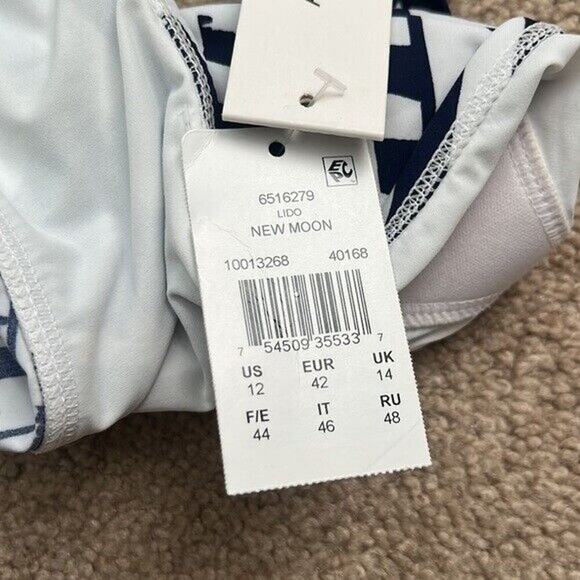 EPC
6516279
LIDO
NEW MOON
10013268 40168
7 54509 35533 7
US EUR UK
12 42 14
F/E IT RU
44 46 48